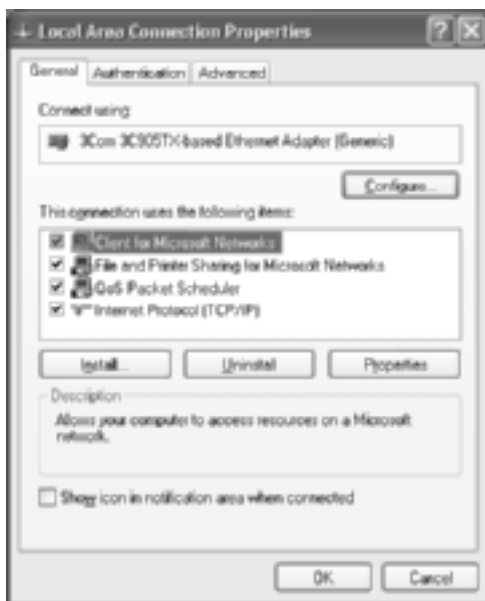 Local Area Connection Properties
General Authentication Advanced
Connect using:
3Com 3C905TX-based Ethernet Adapter (Generic)
Configure...
This connection uses the following items:
Client for Microsoft Networks
File and Printer Sharing for Microsoft Networks
QoS Packet Scheduler
Internet Protocol (TCP/IP)
Install... Uninstall Properties
Description
Allows your computer to access resources on a Microsoft
network.
Show icon in notification area when connected
OK Cancel